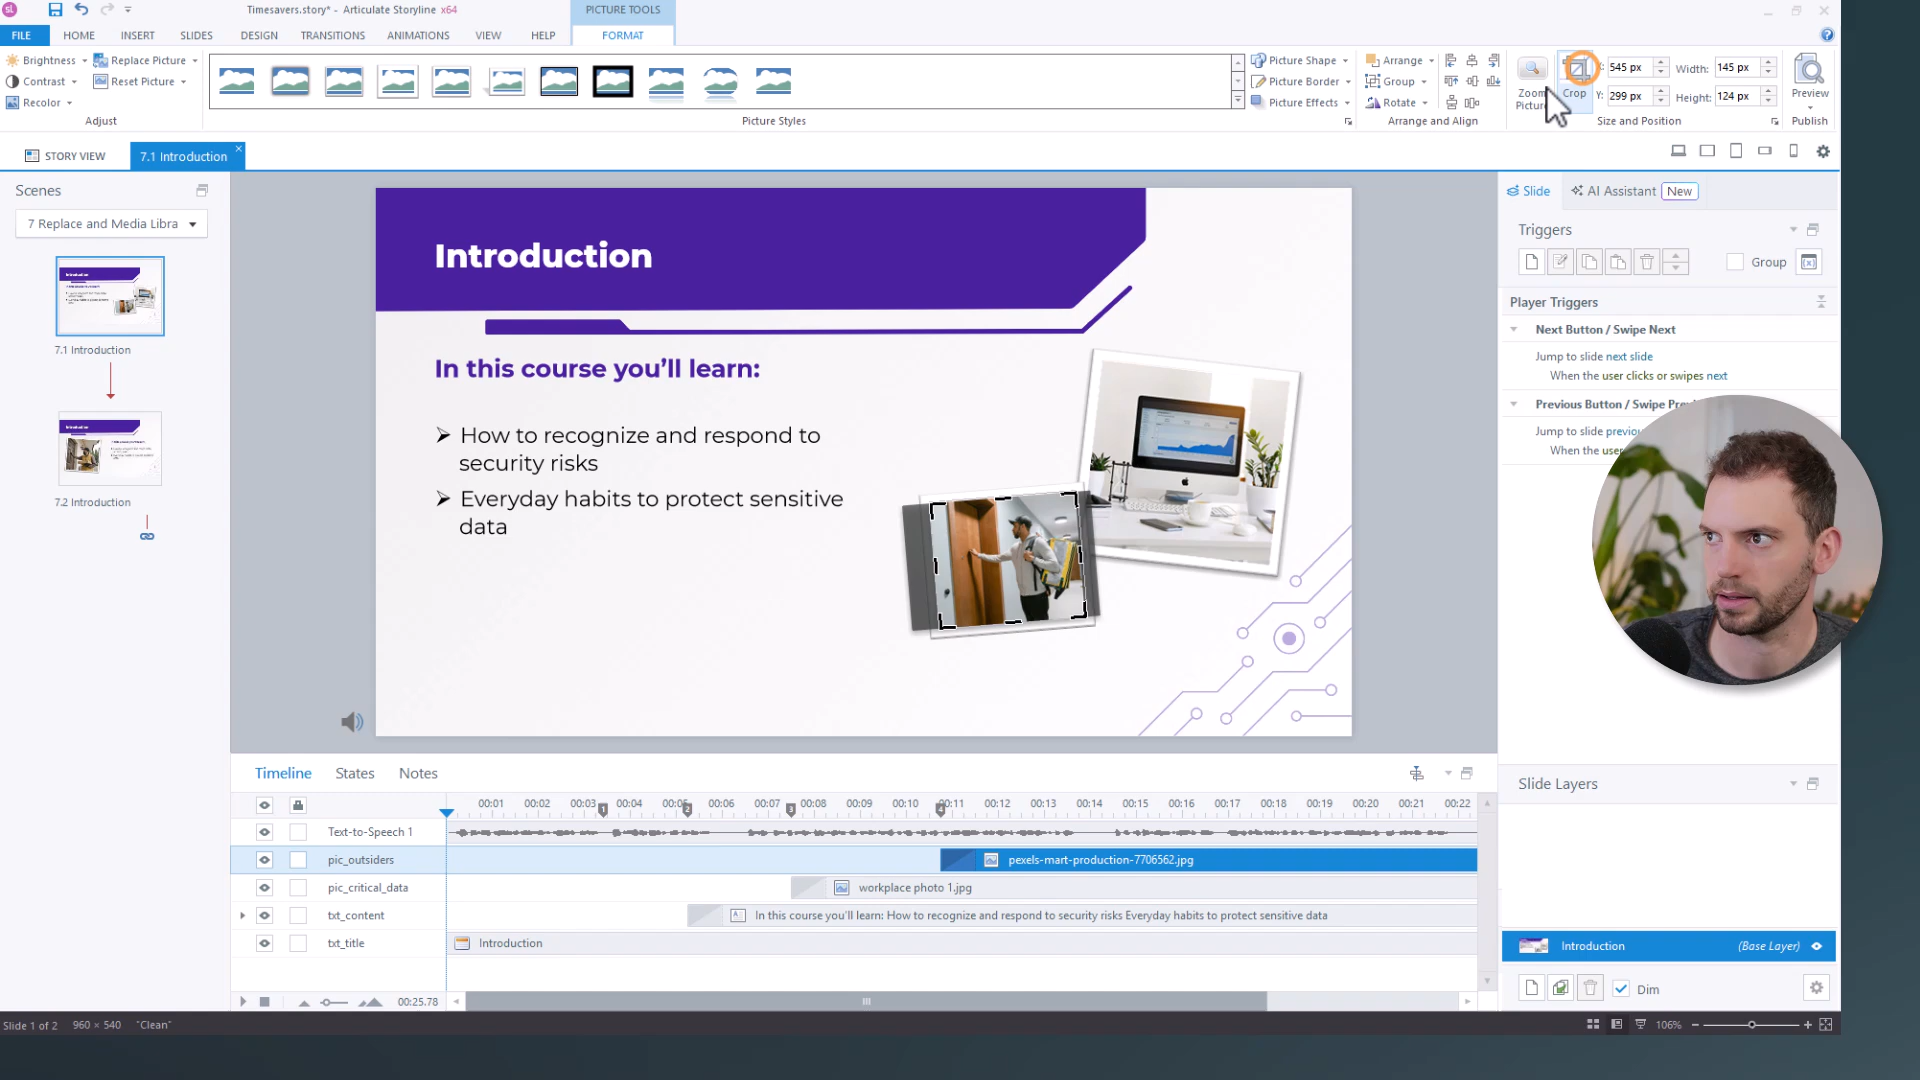 Timesavers.story* - Articulate Storyline x64
PICTURE TOOLS
FILE HOME INSERT SLIDES DESIGN TRANSITIONS ANIMATIONS VIEW HELP FORMAT
Brightness
Contrast
Recolor
Replace Picture
Reset Picture
Adjust
Picture Styles
Picture Shape
Picture Border
Picture Effects
Arrange
Group
Rotate
Arrange and Align
Zoom
Crop
545 px
Y: 299 px
Width: 145 px
Height: 124 px
Size and Position
Preview
Publish
STORY VIEW
7.1 Introduction
Scenes
7 Replace and Media Libra
7.1 Introduction
7.2 Introduction
Introduction
In this course you'll learn:
How to recognize and respond to
security risks
Everyday habits to protect sensitive
data
Slide
AI Assistant New
Triggers
Group
Player Triggers
Next Button / Swipe Next
Jump to slide next slide
When the user clicks or swipes next
Previous Button / Swipe
Jump to slide
When the
Timeline States Notes
00:01 00:02 00:03 00:04 00:06 00:07 00:08 00:09 00:10 00:11 00:12 00:13 00:14 00:15 00:16 00:17 00:18 00:19 00:20 00:21 00:22
1 2 3 4
Text-to-Speech 1
pic_outsiders pexels-mart-production-7706562.jpg
pic_critical_data workplace photo 1.jpg
txt_content In this course you'll learn: How to recognize and respond to security risks Everyday habits to protect sensitive data
txt_title Introduction
00:25.78
Slide Layers
Introduction (Base Layer)
Dim
Slide 1 of 2 960 × 540 "Clean"
106%